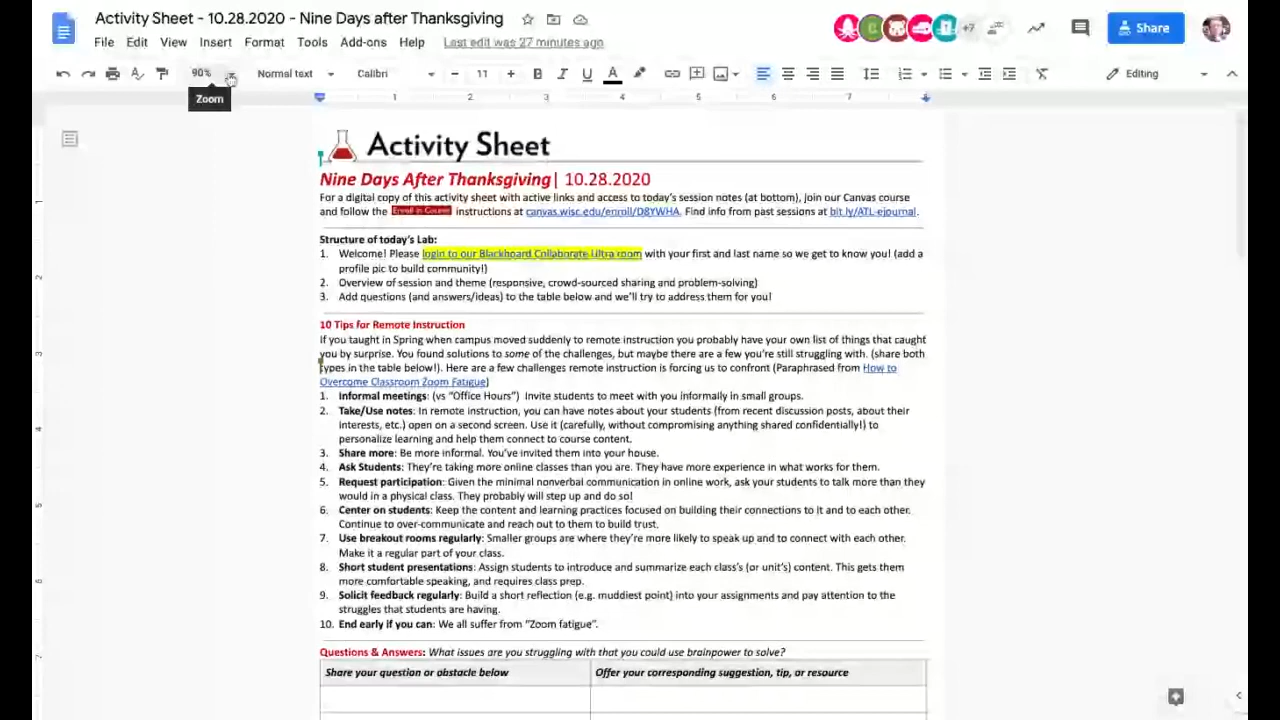 Activity Sheet - 10.28.2020 - Nine Days after Thanksgiving
C
+7
Share
File Edit View Insert Format Tools Add-ons Help Last edit was 27 minutes ago
90% Normal text Calibri 11 Editing
Zoom
1 2 3 4 5 6 7
Activity Sheet
Nine Days After Thanksgiving| 10.28.2020
For a digital copy of this activity sheet with active links and access to today's session notes (at bottom), join our Canvas course
and follow the Enroll in Course instructions at canvas.wisc.edu/enroll/D8YWHA. Find info from past sessions at bit.ly/ATL-ejournal.
Structure of today's Lab:
1. Welcome! Please login to our Blackboard Collaborate Ultra room with your first and last name so we get to know you! (add a
profile pic to build community!)
2. Overview of session and theme (responsive, crowd-sourced sharing and problem-solving)
3. Add questions (and answers/ideas) to the table below and we'll try to address them for you!
10 Tips for Remote Instruction
If you taught in Spring when campus moved suddenly to remote instruction you probably have your own list of things that caught
you by surprise. You found solutions to some of the challenges, but maybe there are a few you're still struggling with. (share both
types in the table below!). Here are a few challenges remote instruction is forcing us to confront (Paraphrased from How to
Overcome Classroom Zoom Fatigue)
1. Informal meetings: (vs "Office Hours") Invite students to meet with you informally in small groups.
2. Take/Use notes: In remote instruction, you can have notes about your students (from recent discussion posts, about their
interests, etc.) open on a second screen. Use it (carefully, without compromising anything shared confidentially!) to
personalize learning and help them connect to course content.
3. Share more: Be more informal. You've invited them into your house.
4. Ask Students: They're taking more online classes than you are. They have more experience in what works for them.
5. Request participation: Given the minimal nonverbal communication in online work, ask your students to talk more than they
would in a physical class. They probably will step up and do so!
6. Center on students: Keep the content and learning practices focused on building their connections to it and to each other.
Continue to over-communicate and reach out to them to build trust.
7. Use breakout rooms regularly: Smaller groups are where they're more likely to speak up and to connect with each other.
Make it a regular part of your class.
8. Short student presentations: Assign students to introduce and summarize each class's (or unit's) content. This gets them
more comfortable speaking, and requires class prep.
9. Solicit feedback regularly: Build a short reflection (e.g. muddiest point) into your assignments and pay attention to the
struggles that students are having.
10. End early if you can: We all suffer from "Zoom fatigue".
Questions & Answers: What issues are you struggling with that you could use brainpower to solve?
Share your question or obstacle below Offer your corresponding suggestion, tip, or resource